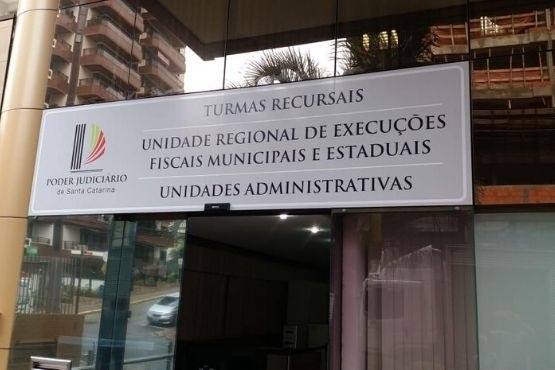 TURMAS RECURSAIS
UNIDADE REGIONAL DE EXECUÇÕES
FISCAIS MUNICIPAIS E ESTADUAIS
UNIDADES ADMINISTRATIVAS
PODER JUDICIÁRIO
de Santa Catarina